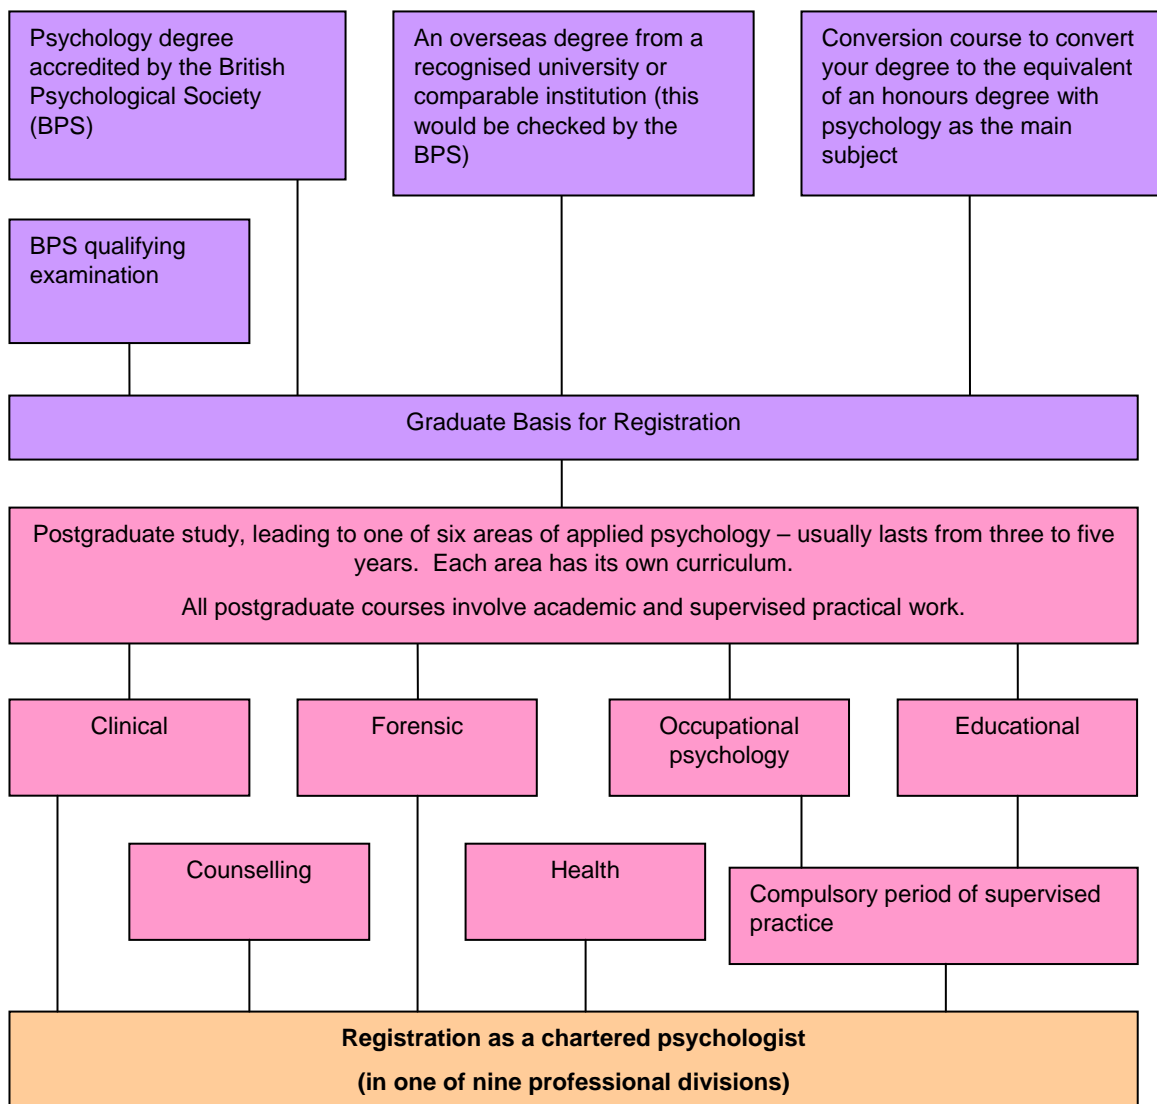 Psychology degree
accredited by the British
Psychological Society
(BPS)
An overseas degree from a
recognised university or
comparable institution (this
would be checked by the
BPS)
Conversion course to convert
your degree to the equivalent
of an honours degree with
psychology as the main
subject
BPS qualifying
examination
Graduate Basis for Registration
Postgraduate study, leading to one of six areas of applied psychology – usually lasts from three to five
years.  Each area has its own curriculum.
All postgraduate courses involve academic and supervised practical work.
Clinical
Forensic
Occupational
psychology
Educational
Counselling
Health
Compulsory period of supervised
practice
Registration as a chartered psychologist
(in one of nine professional divisions)